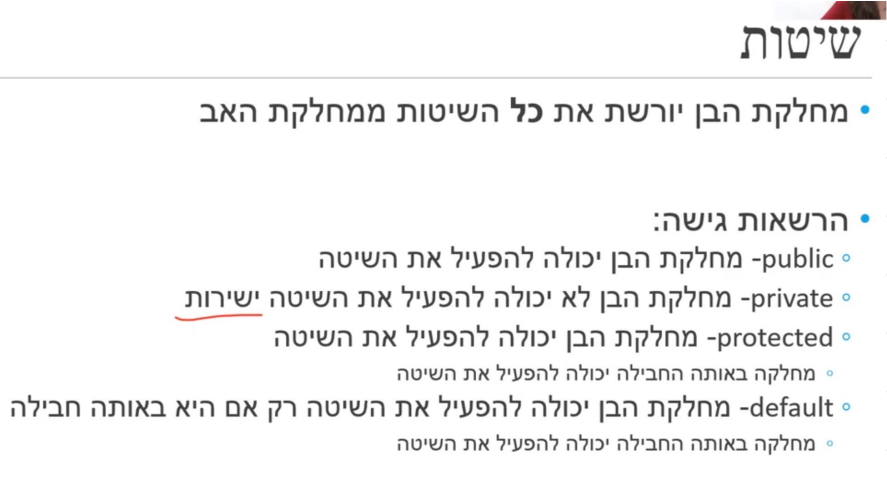 שיטות
• מחלקת הבן יורשת את כל השיטות ממחלקת האב
• הרשאות גישה:
◦ public- מחלקת הבן יכולה להפעיל את השיטה
◦ private- מחלקת הבן לא יכולה להפעיל את השיטה ישירות
◦ protected- מחלקת הבן יכולה להפעיל את השיטה
◦ מחלקה באותה החבילה יכולה להפעיל את השיטה
◦ default- מחלקת הבן יכולה להפעיל את השיטה רק אם היא באותה חבילה
◦ מחלקה באותה החבילה יכולה להפעיל את השיטה